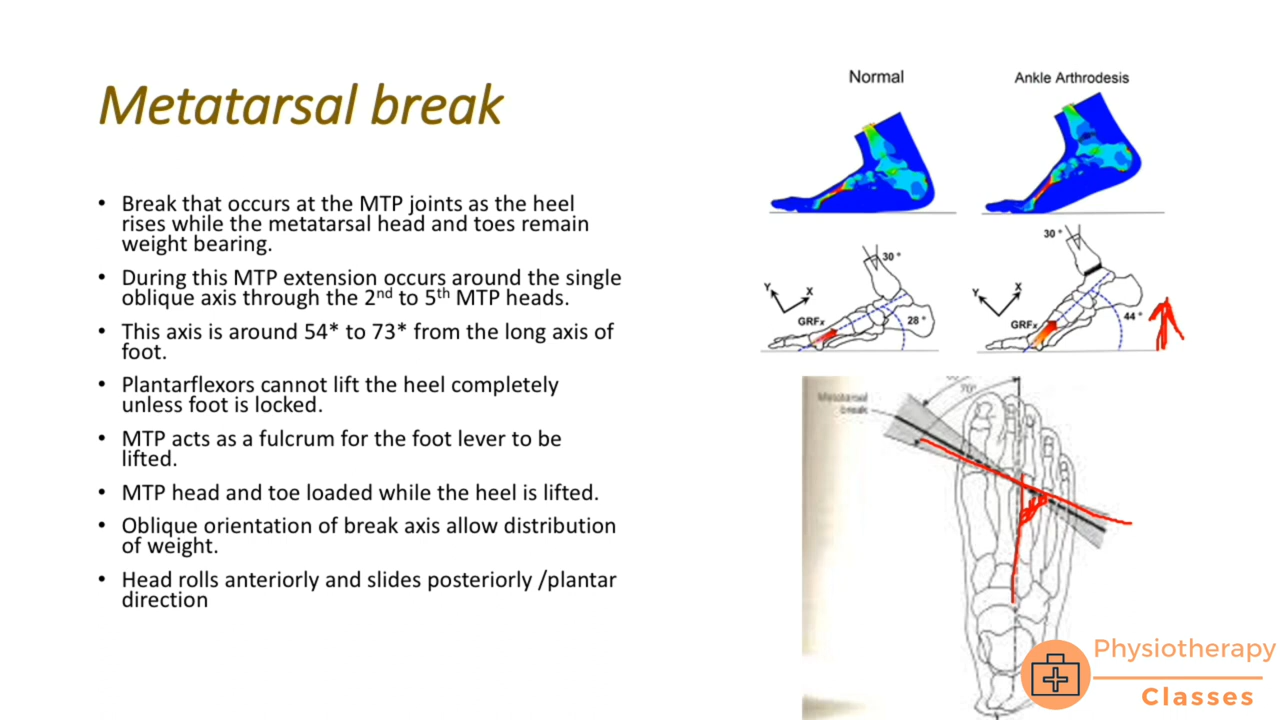 Metatarsal break
• Break that occurs at the MTP joints as the heel
rises while the metatarsal head and toes remain
weight bearing.
• During this MTP extension occurs around the single
oblique axis through the 2nd to 5th MTP heads.
• This axis is around 54* to 73* from the long axis of
foot.
• Plantarflexors cannot lift the heel completely
unless foot is locked.
• MTP acts as a fulcrum for the foot lever to be
lifted.
• MTP head and toe loaded while the heel is lifted.
• Oblique orientation of break axis allow distribution
of weight.
• Head rolls anteriorly and slides posteriorly /plantar
direction
Normal
Ankle Arthrodesis
30°
Y
X
GRFx
28°
30°
Y
X
GRFx
44°
70°
Metatarsal
break
Physiotherapy
Classes